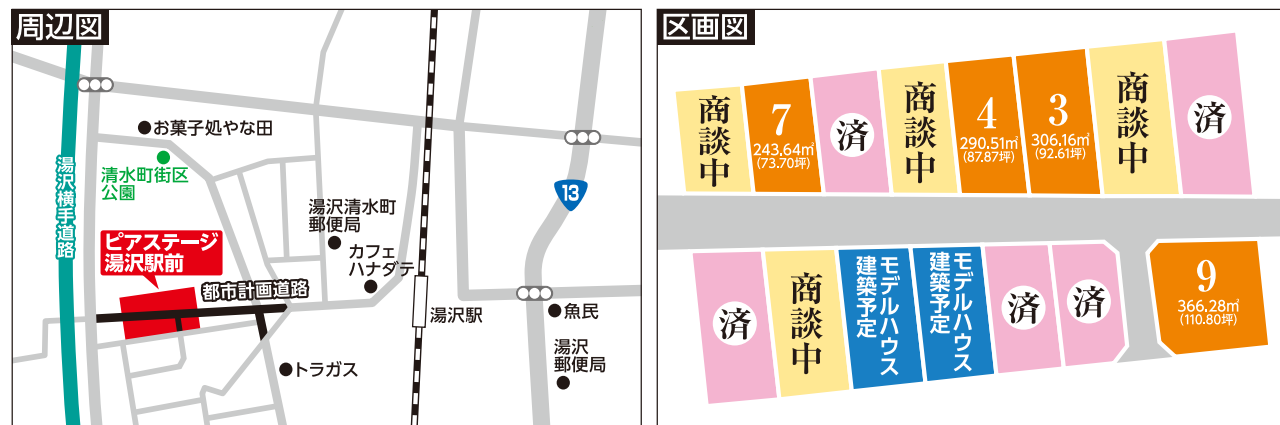 周辺図
お菓子処やな田
清水町街区
公園
湯沢横手道路
13
湯沢清水町
郵便局
カフェ
ハナダテ
ピアステージ
湯沢駅前
都市計画道路
湯沢駅
魚民
湯沢
郵便局
トラガス
区画図
商談中
7
243.64㎡
(73.70坪)
済
商談中
4
290.51㎡
(87.87坪)
3
306.16㎡
(92.61坪)
商談中
済
済
商談中
モデルハウス
建築予定
モデルハウス
建築予定
済
済
9
366.28㎡
(110.80坪)